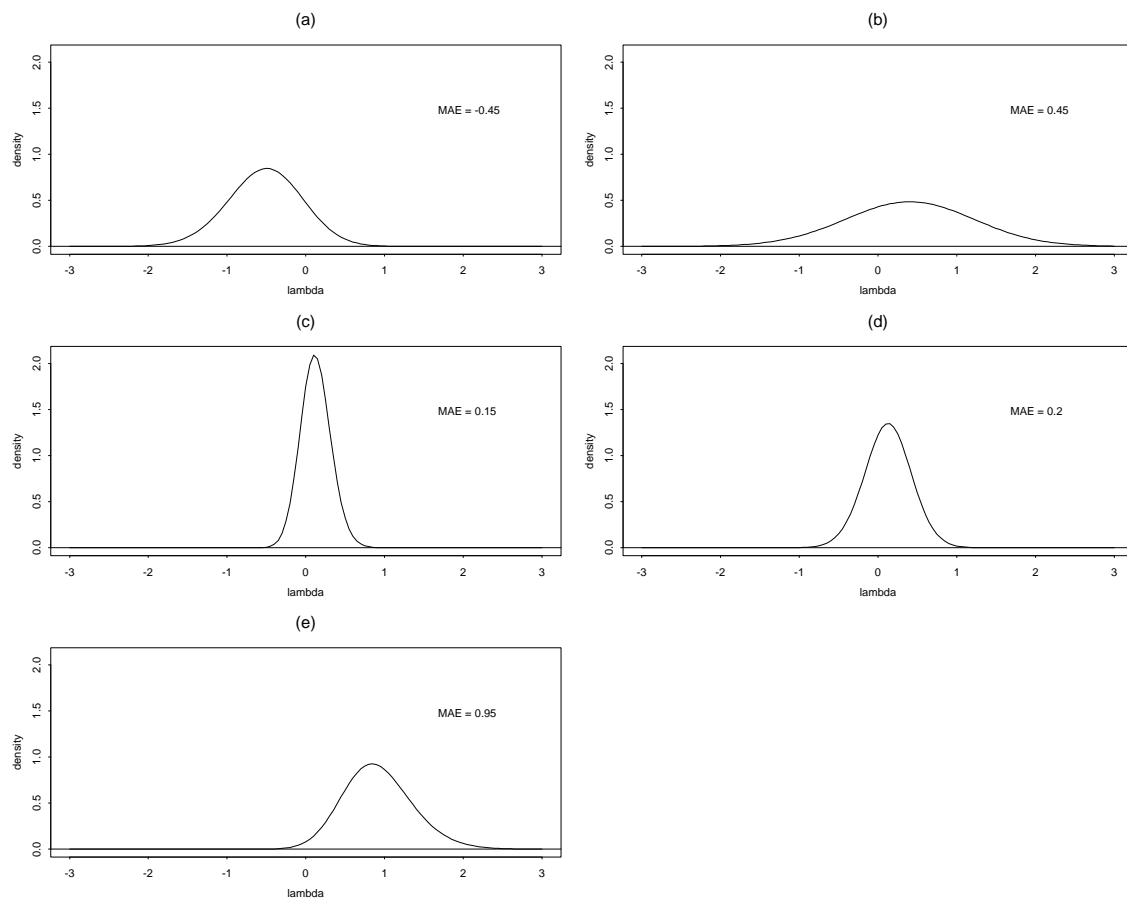 (a)
density
0.0 0.5 1.0 1.5 2.0
MAE = -0.45
-3 -2 -1 0 1 2 3
lambda
(b)
density
0.0 0.5 1.0 1.5 2.0
MAE = 0.45
-3 -2 -1 0 1 2 3
lambda
(c)
density
0.0 0.5 1.0 1.5 2.0
MAE = 0.15
-3 -2 -1 0 1 2 3
lambda
(d)
density
0.0 0.5 1.0 1.5 2.0
MAE = 0.2
-3 -2 -1 0 1 2 3
lambda
(e)
density
0.0 0.5 1.0 1.5 2.0
MAE = 0.95
-3 -2 -1 0 1 2 3
lambda